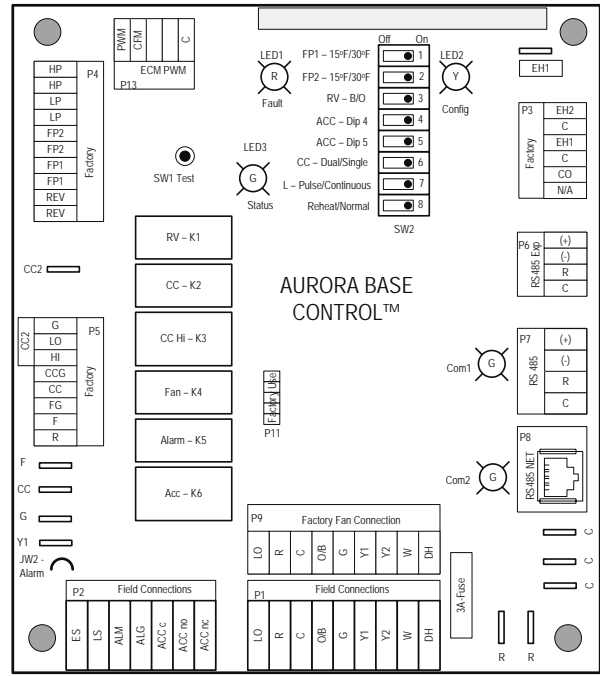 PWM
CFM
C
ECM PWM
P13
LED1
R
Fault
Off On
FP1 – 15ºF/30ºF 1
FP2 – 15ºF/30ºF 2
RV – B/O 3
ACC – Dip 4 4
ACC – Dip 5 5
CC – Dual/Single 6
L – Pulse/Continuous 7
Reheat/Normal 8
SW2
LED2
Y
Config
EH1
P4
HP
HP
LP
LP
FP2
FP2
FP1
FP1
REV
REV
Factory
SW1 Test
LED3
G
Status
P3
EH2
C
EH1
C
CO
N/A
Factory
RV – K1
CC – K2
CC Hi – K3
Fan – K4
Alarm – K5
Acc – K6
AURORA BASE
CONTROL™
P6
RS485 Exp
(+)
(-)
R
C
CC2
CC2
P5
G
LO
HI
CCG
CC
FG
F
R
Factory
Factory Use
P11
Com1
G
P7
RS 485
(+)
(-)
R
C
Com2
G
P8
RS485 NET
F
CC
G
Y1
JW2 -
Alarm
P9 Factory Fan Connection
LO
R
C
O/B
G
Y1
Y2
W
DH
P2 Field Connections
ES
LS
ALM
ALG
ACC c
ACC no
ACC nc
P1 Field Connections
LO
R
C
O/B
G
Y1
Y2
W
DH
3A-Fuse
C
C
C
R
R